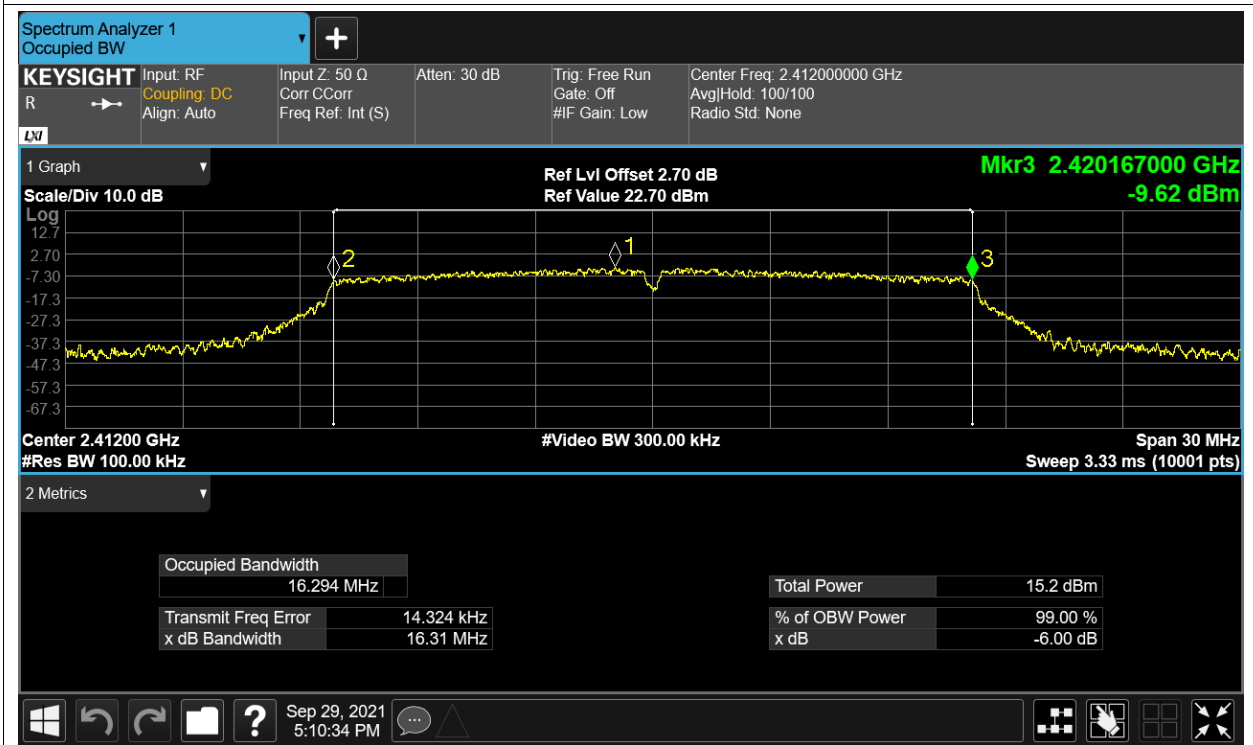 Spectrum Analyzer 1
Occupied BW
+
KEYSIGHT Input: RF Input Z: 50 Ω Atten: 30 dB Trig: Free Run Center Freq: 2.412000000 GHz
R Coupling: DC Corr CCorr Gate: Off Avg|Hold: 100/100
Align: Auto Freq Ref: Int (S) #IF Gain: Low Radio Std: None
LXI
1 Graph Ref Lvl Offset 2.70 dB Mkr3 2.420167000 GHz
Scale/Div 10.0 dB Ref Value 22.70 dBm -9.62 dBm
Log
12.7
2.70
-7.30
-17.3
-27.3
-37.3
-47.3
-57.3
-67.3
2 1 3
Center 2.41200 GHz #Video BW 300.00 kHz Span 30 MHz
#Res BW 100.00 kHz Sweep 3.33 ms (10001 pts)
2 Metrics
Occupied Bandwidth
16.294 MHz Total Power 15.2 dBm
Transmit Freq Error 14.324 kHz % of OBW Power 99.00 %
x dB Bandwidth 16.31 MHz x dB -6.00 dB
? Sep 29, 2021
5:10:34 PM